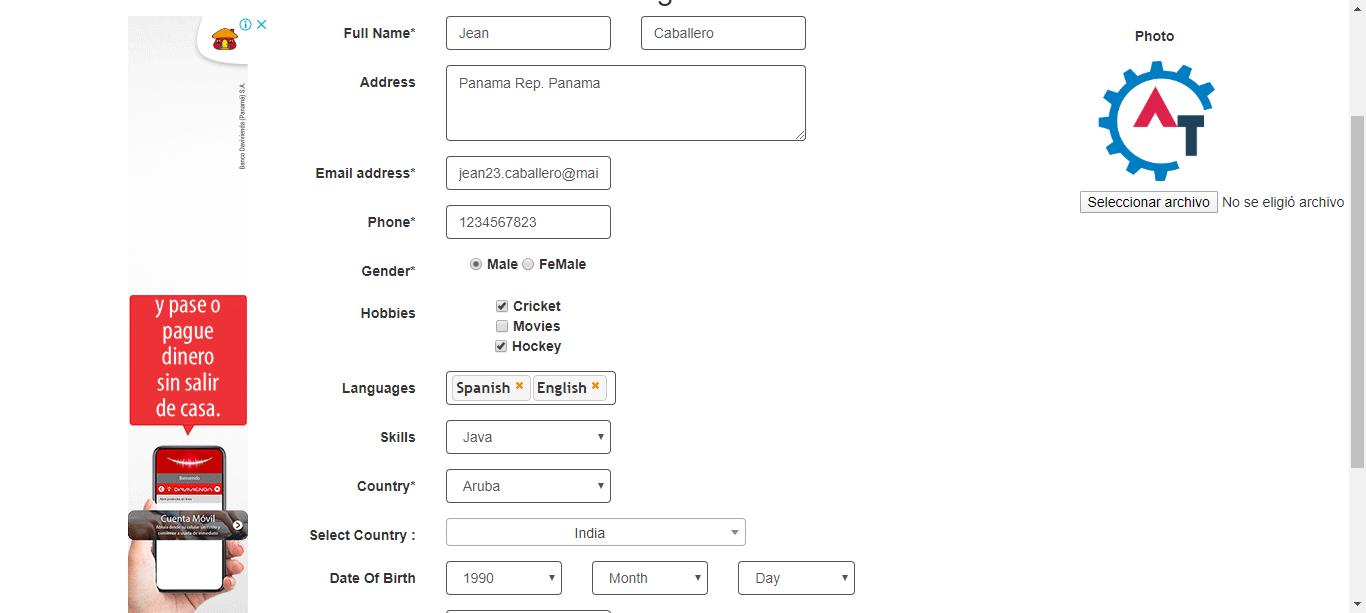 Full Name*
Jean
Caballero
Photo
Address
Panama Rep. Panama
Banco Davivienda (Panamá) S.A.
AT
Email address*
jean23.caballero@mai
Seleccionar archivo No se eligió archivo
Phone*
1234567823
Gender*
Male FeMale
Hobbies
Cricket
Movies
Hockey
y pase o
pague
dinero
sin salir
de casa.
Languages
Spanish English
Skills
Java
Country*
Aruba
Bienvenido
DAVIVIENDA
Cuenta Móvil
Select Country :
India
Date Of Birth
1990
Month
Day